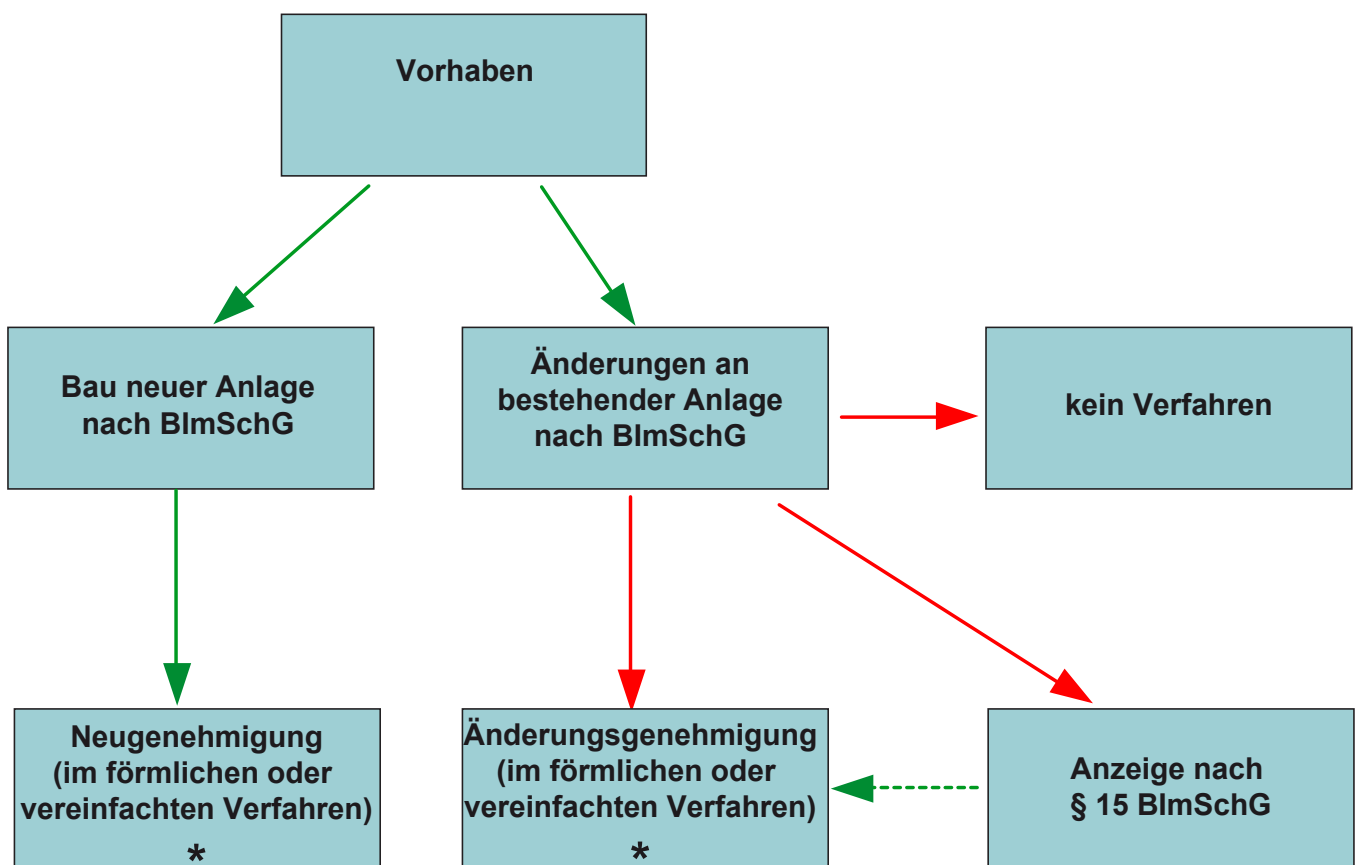 Vorhaben
Bau neuer Anlage
nach BImSchG
Änderungen an
bestehender Anlage
nach BImSchG
kein Verfahren
Neugenehmigung
(im förmlichen oder
vereinfachten Verfahren)
*
Änderungsgenehmigung
(im förmlichen oder
vereinfachten Verfahren)
*
Anzeige nach
§ 15 BImSchG